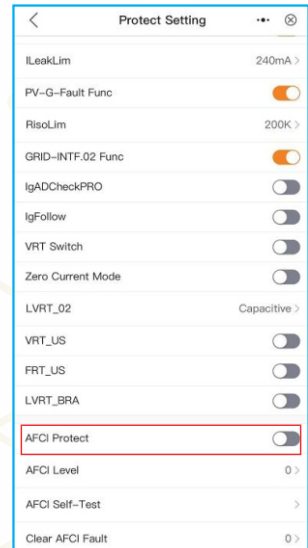 Protect Setting
ILeakLim 240mA
PV-G-Fault Func
RisoLim 200K
GRID-INTF.02 Func
IgADCheckPRO
IgFollow
VRT Switch
Zero Current Mode
LVRT_02 Capacitive
VRT_US
FRT_US
LVRT_BRA
AFCI Protect
AFCI Level 0
AFCI Self-Test
Clear AFCI Fault 0